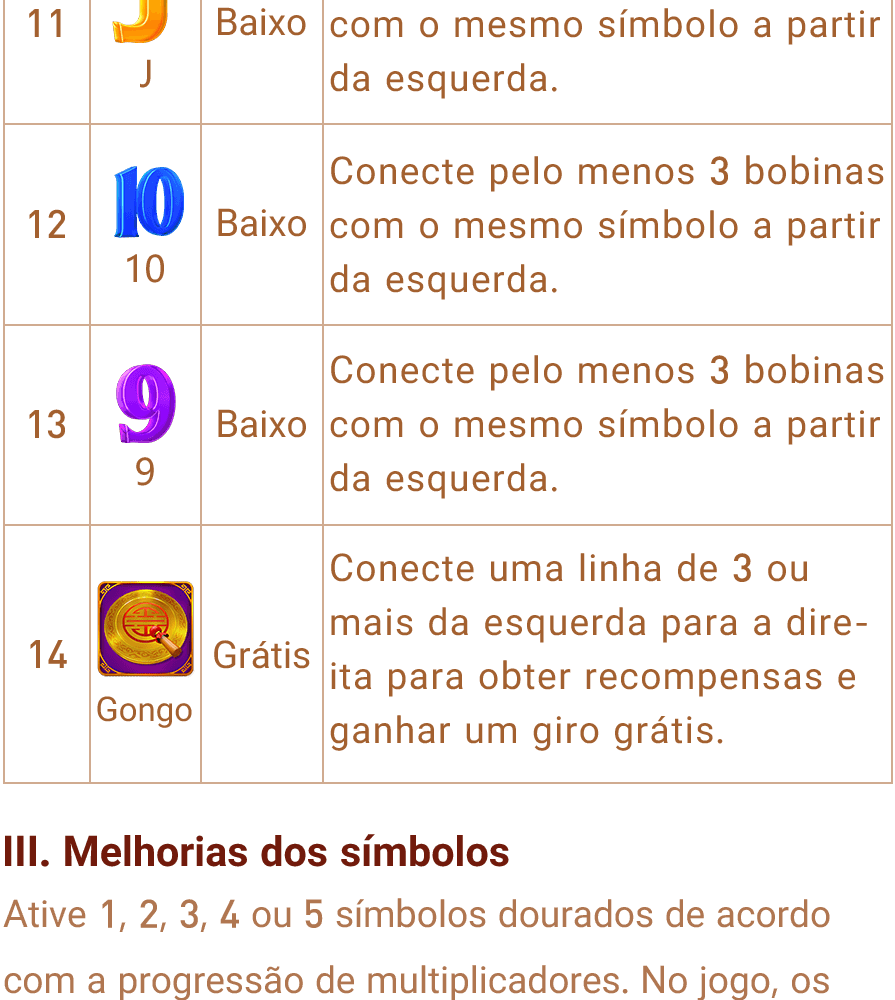 11
J
J
Baixo
com o mesmo símbolo a partir
da esquerda.
12
10
10
Baixo
Conecte pelo menos 3 bobinas
com o mesmo símbolo a partir
da esquerda.
13
9
9
Baixo
Conecte pelo menos 3 bobinas
com o mesmo símbolo a partir
da esquerda.
14
Gongo
Grátis
Conecte uma linha de 3 ou
mais da esquerda para a dire-
ita para obter recompensas e
ganhar um giro grátis.
III. Melhorias dos símbolos
Ative 1, 2, 3, 4 ou 5 símbolos dourados de acordo
com a progressão de multiplicadores. No jogo, os